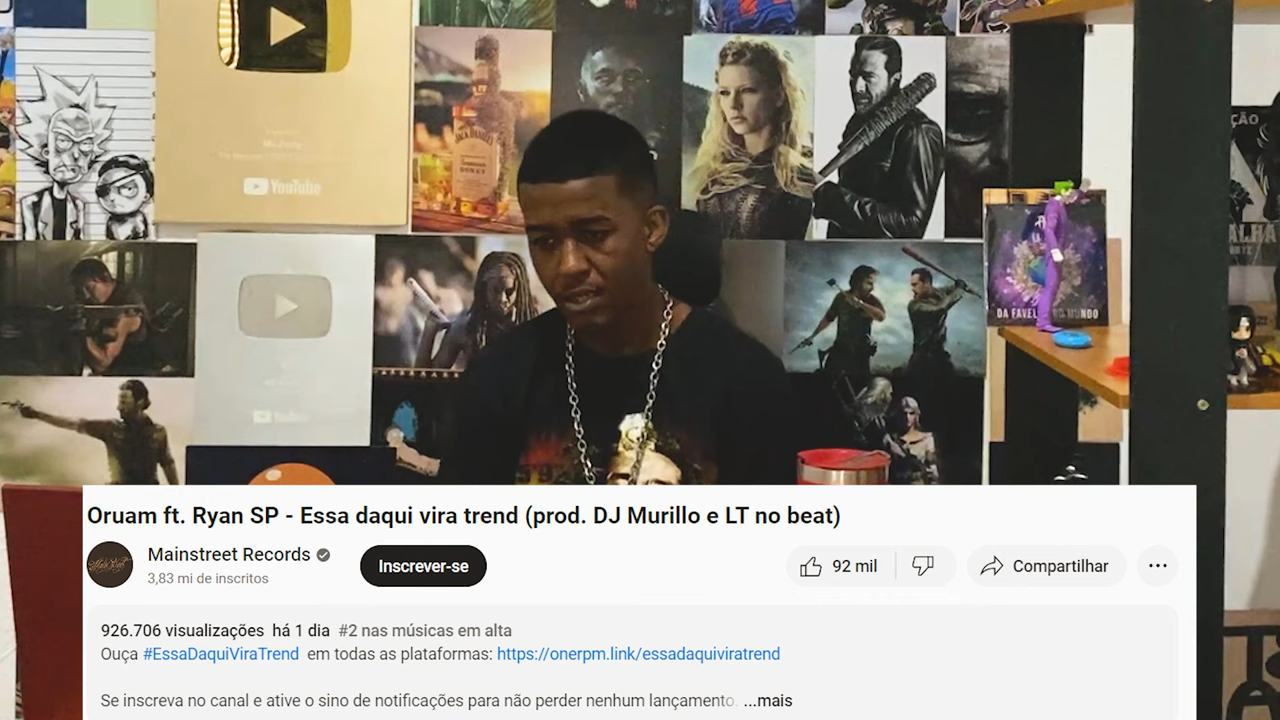 YouTube
JACK DANIEL'S
YouTube
DA FAVELA
MUNDO
Oruam ft. Ryan SP - Essa daqui vira trend (prod. DJ Murillo e LT no beat)
Mainstreet Records
3,83 mi de inscritos
Inscrever-se
92 mil
Compartilhar
926.706 visualizações há 1 dia #2 nas músicas em alta
Ouça #EssaDaquiViraTrend em todas as plataformas: https://onerpm.link/essadaquiviratrend
Se inscreva no canal e ative o sino de notificações para não perder nenhum lançamento. ...mais